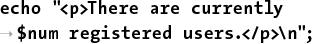 echo "<p>There are currently
→ $num registered users.</p>\n";